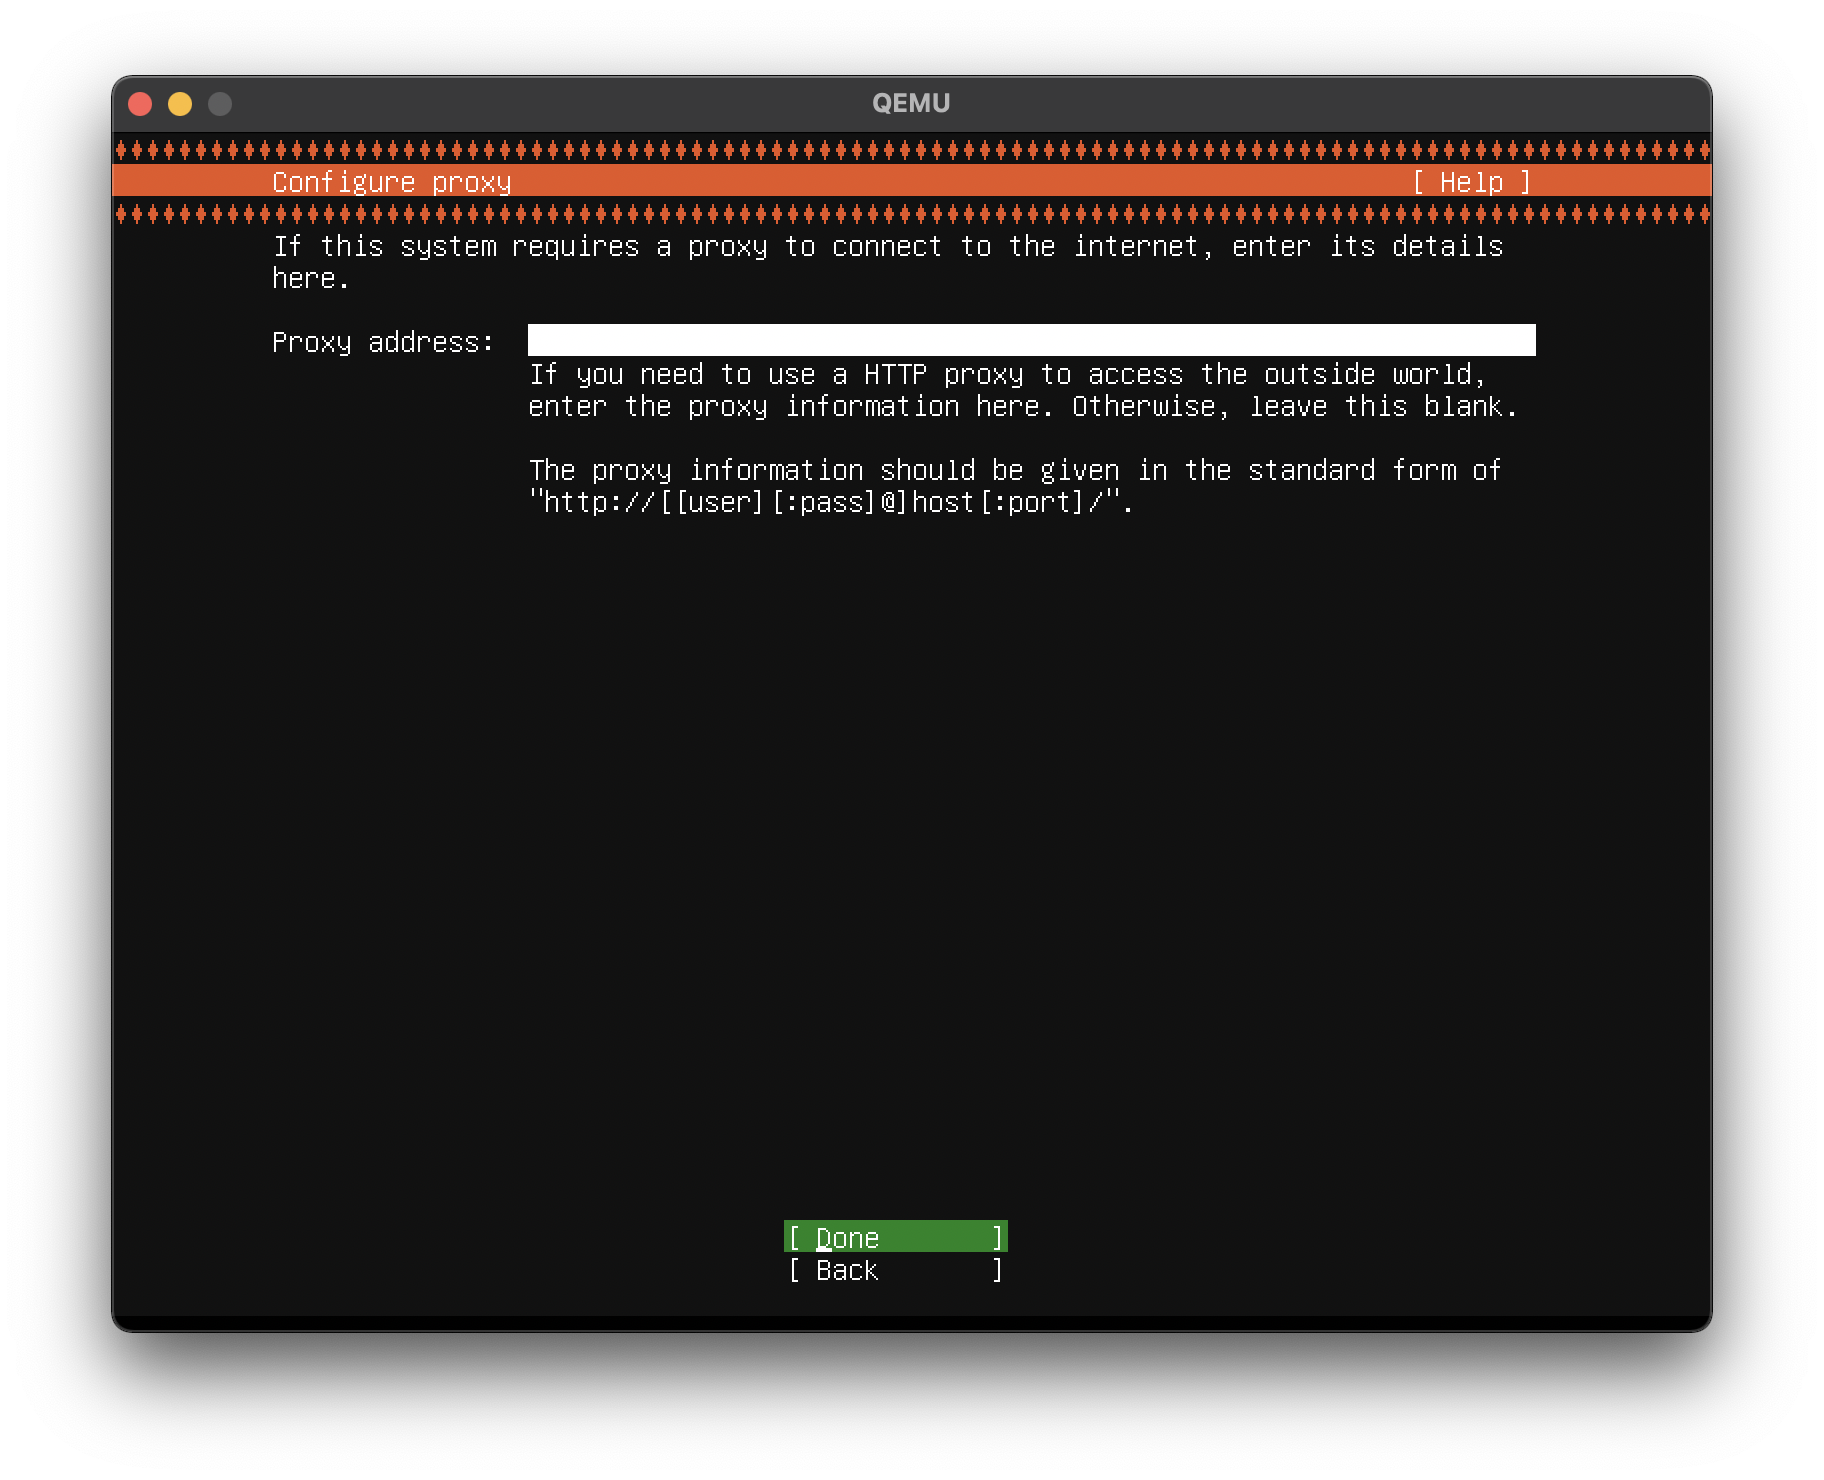 QEMU
Configure proxy [ Help ]
If this system requires a proxy to connect to the internet, enter its details
here.
Proxy address:
If you need to use a HTTP proxy to access the outside world,
enter the proxy information here. Otherwise, leave this blank.
The proxy information should be given in the standard form of
"http://[[user][:pass]@]host[:port]/".
[ Done ]
[ Back ]